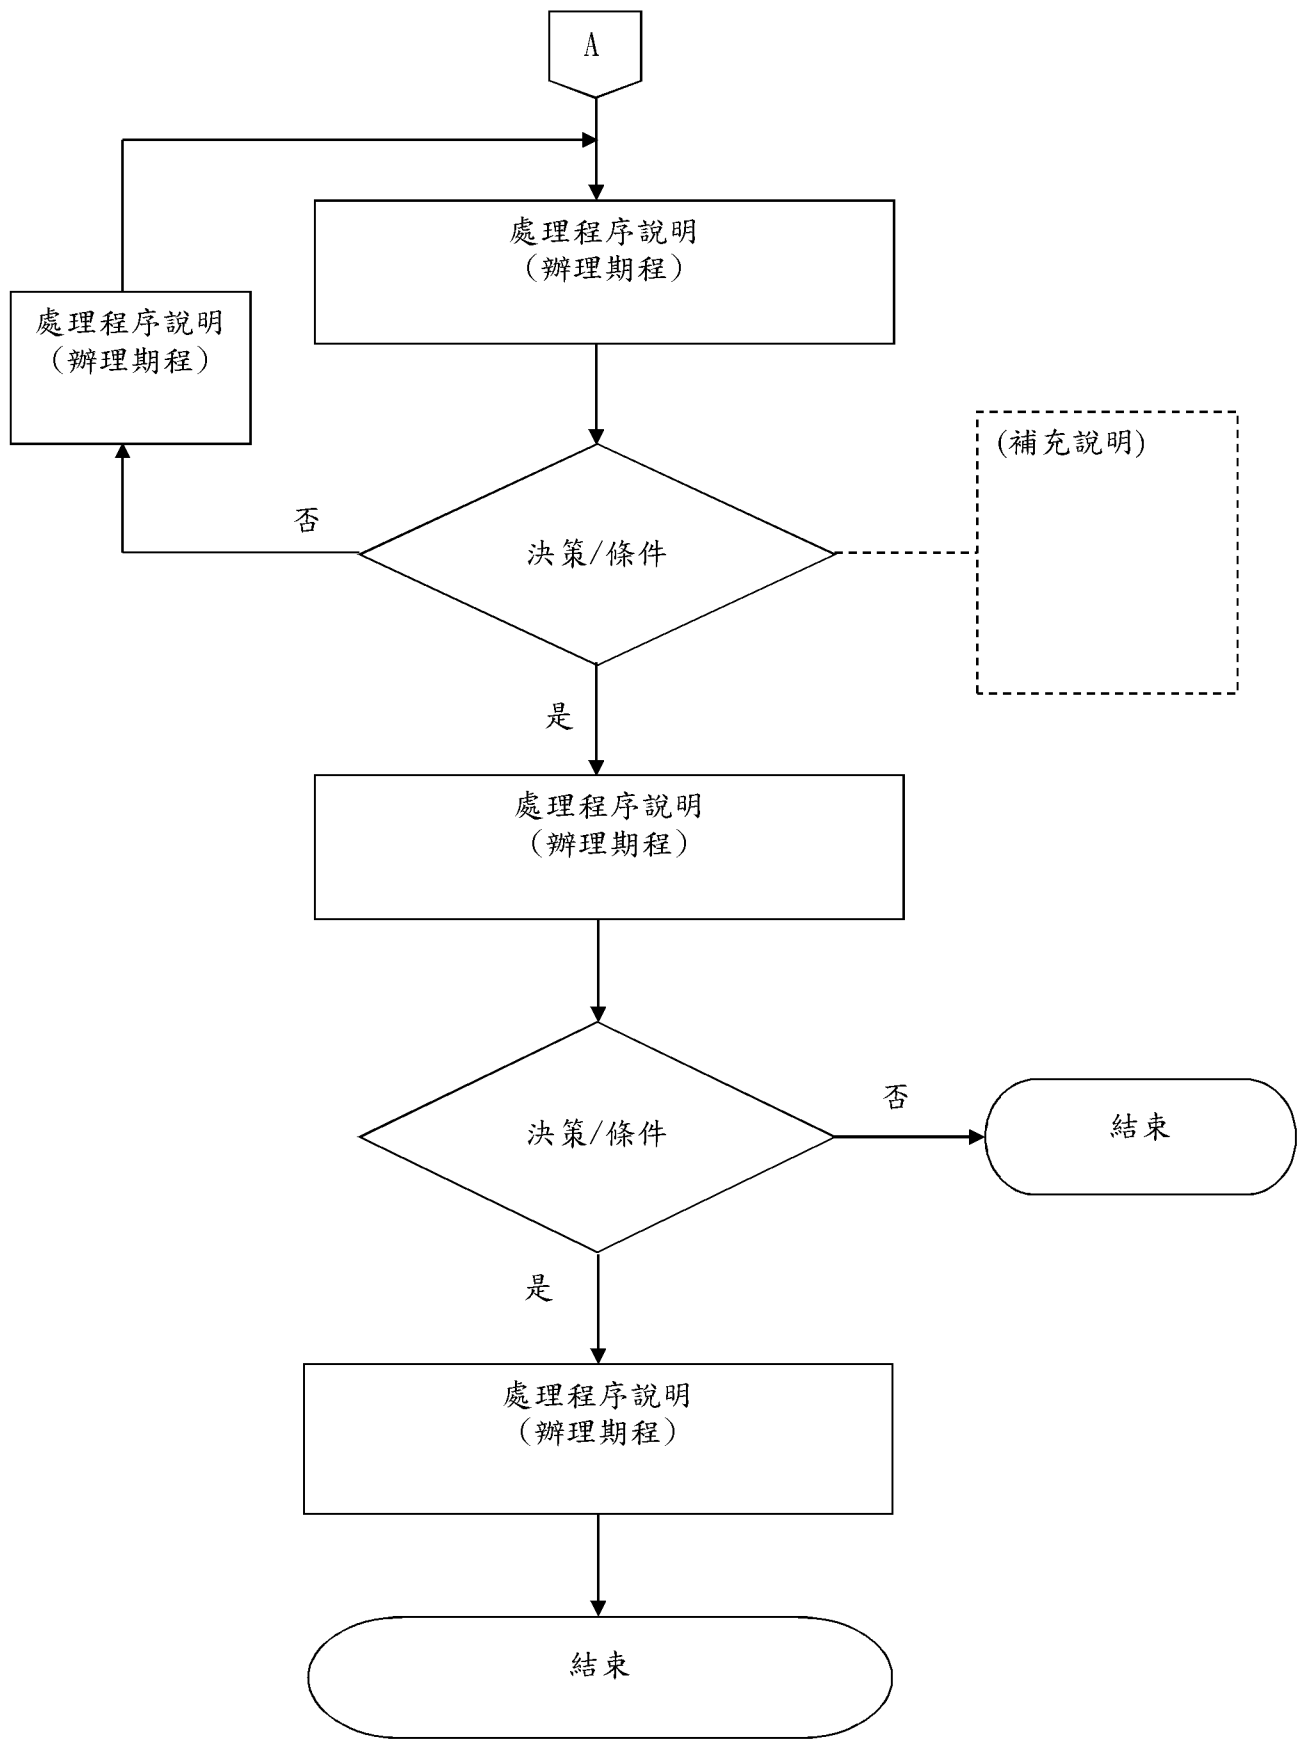 A
處理程序說明
(辦理期程)
處理程序說明
(辦理期程)
(補充說明)
否
決策/條件
是
處理程序說明
(辦理期程)
否
決策/條件
結束
是
處理程序說明
(辦理期程)
結束